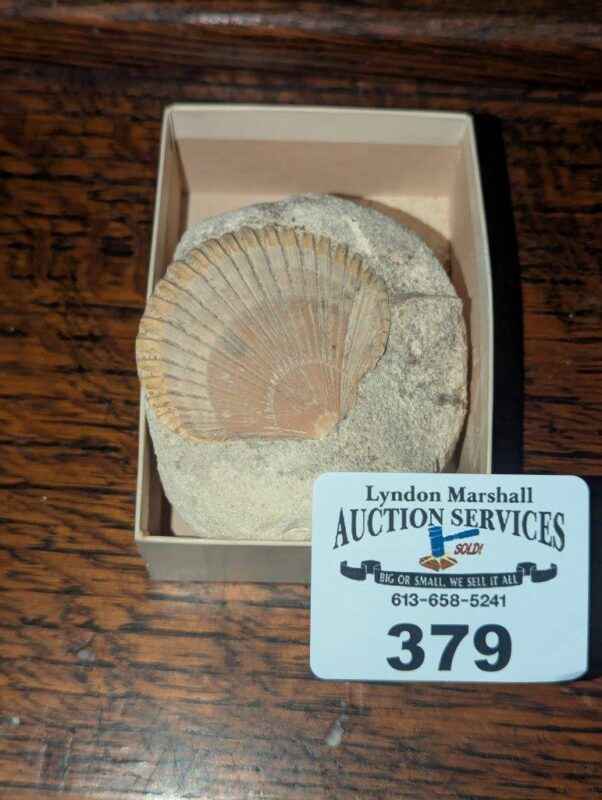 Lyndon Marshall
AUCTION SERVICES
SOLD!
BIG OR SMALL, WE SELL IT ALL
613-658-5241
379